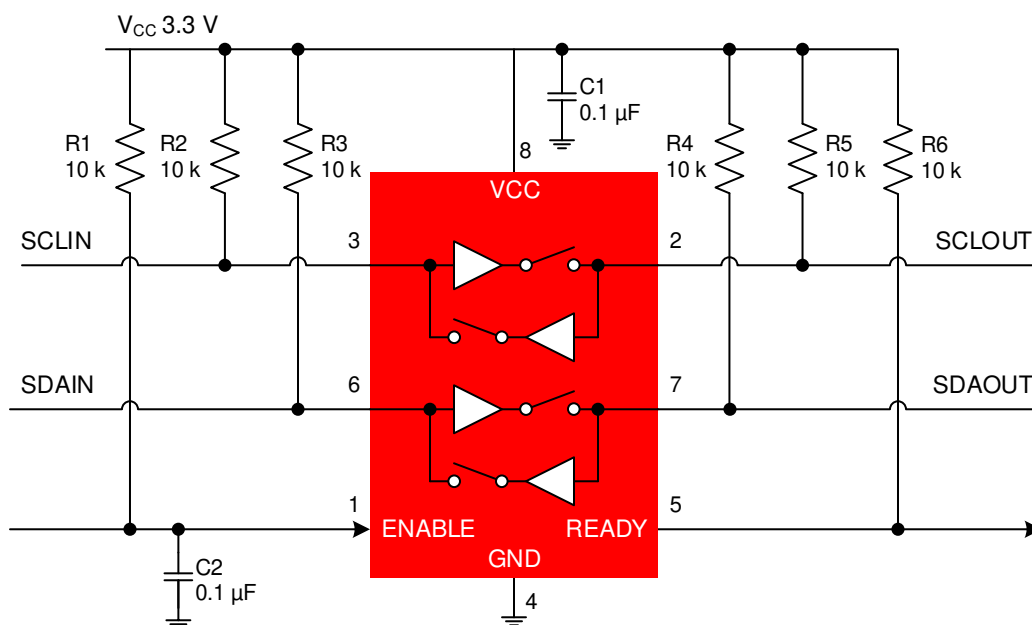 VCC 3.3 V
C1
0.1 µF
R1
10 k
R2
10 k
R3
10 k
8
R4
10 k
R5
10 k
R6
10 k
VCC
SCLIN
3
2
SCLOUT
SDAIN
6
7
SDAOUT
1
ENABLE
READY
5
GND
C2
0.1 µF
4